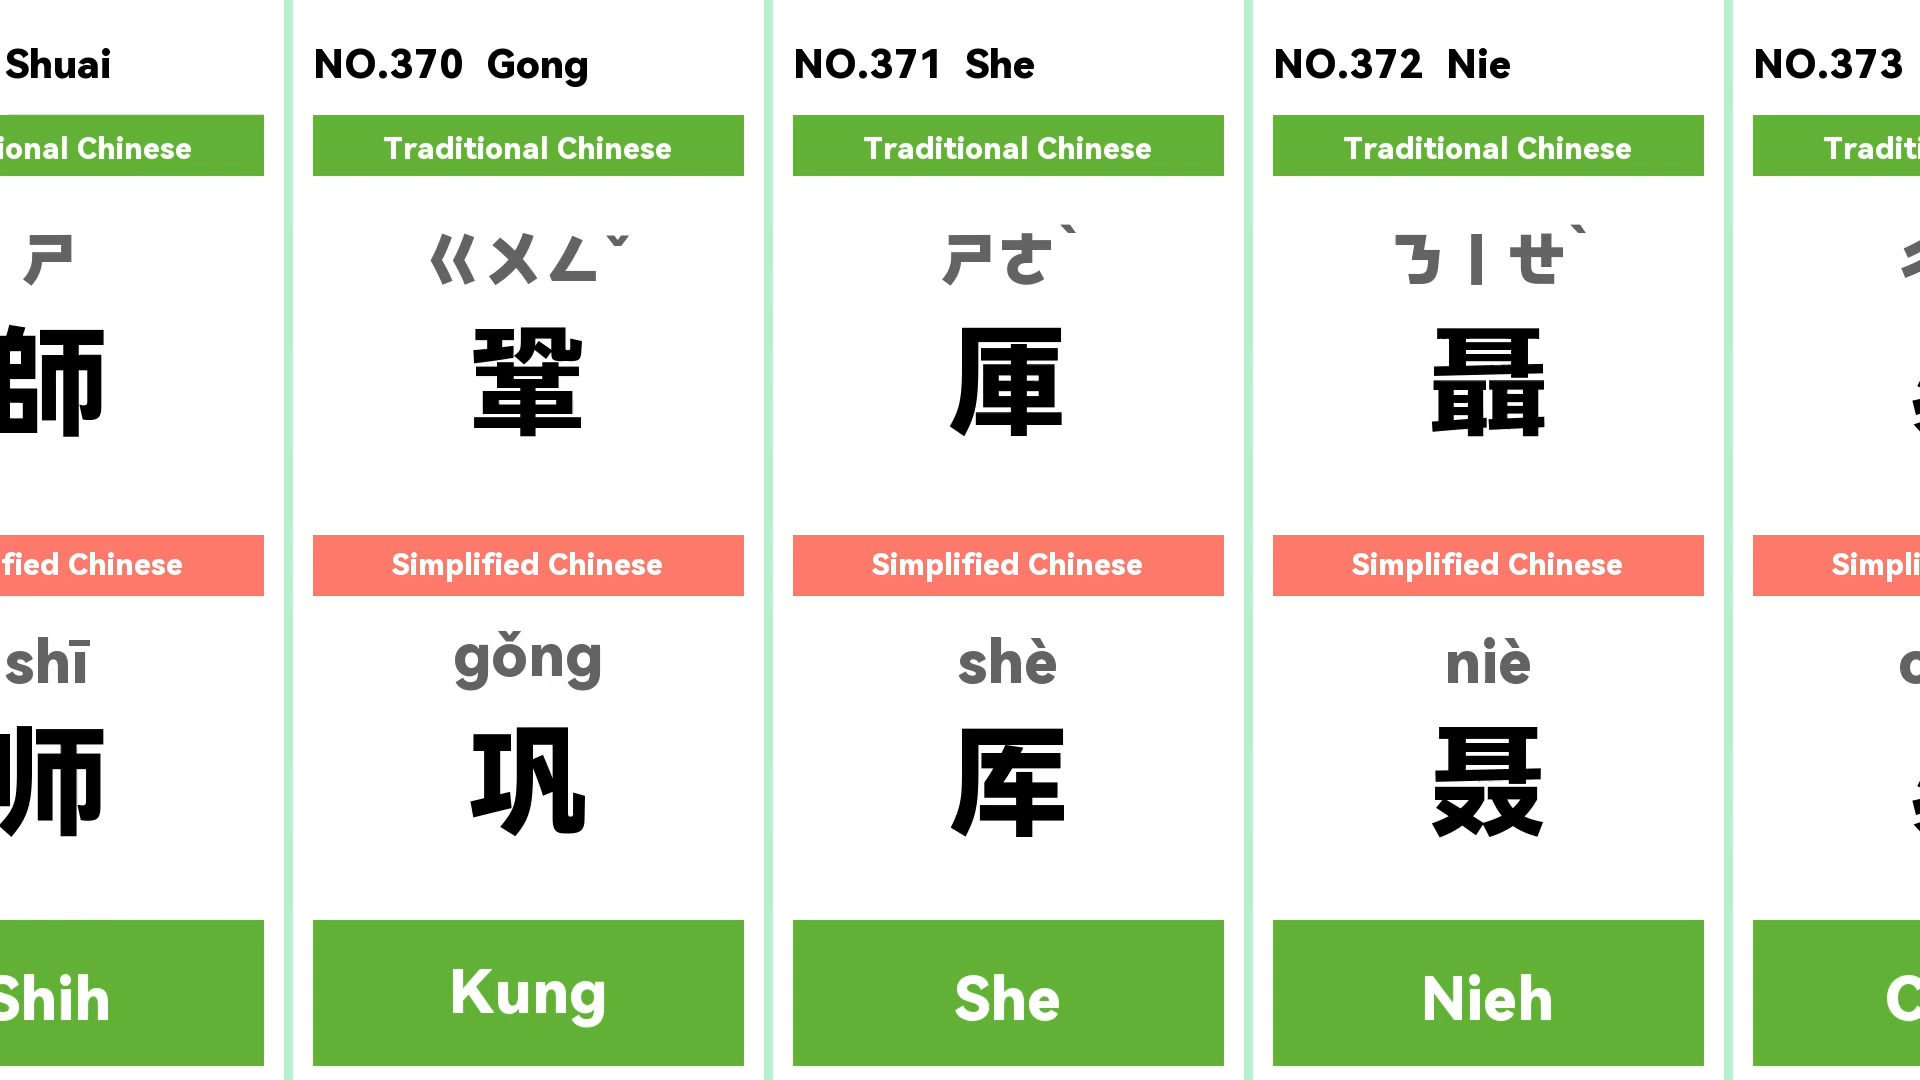 Shuai
ional Chinese
ㄕ
師
fied Chinese
shī
师
Shih
NO.370 Gong
Traditional Chinese
ㄍㄨㄥˇ
鞏
Simplified Chinese
gǒng
巩
Kung
NO.371 She
Traditional Chinese
ㄕㄜˋ
厙
Simplified Chinese
shè
厍
She
NO.372 Nie
Traditional Chinese
ㄋㄧㄝˋ
聶
Simplified Chinese
niè
聂
Nieh
NO.373
Traditi
Simpli
C